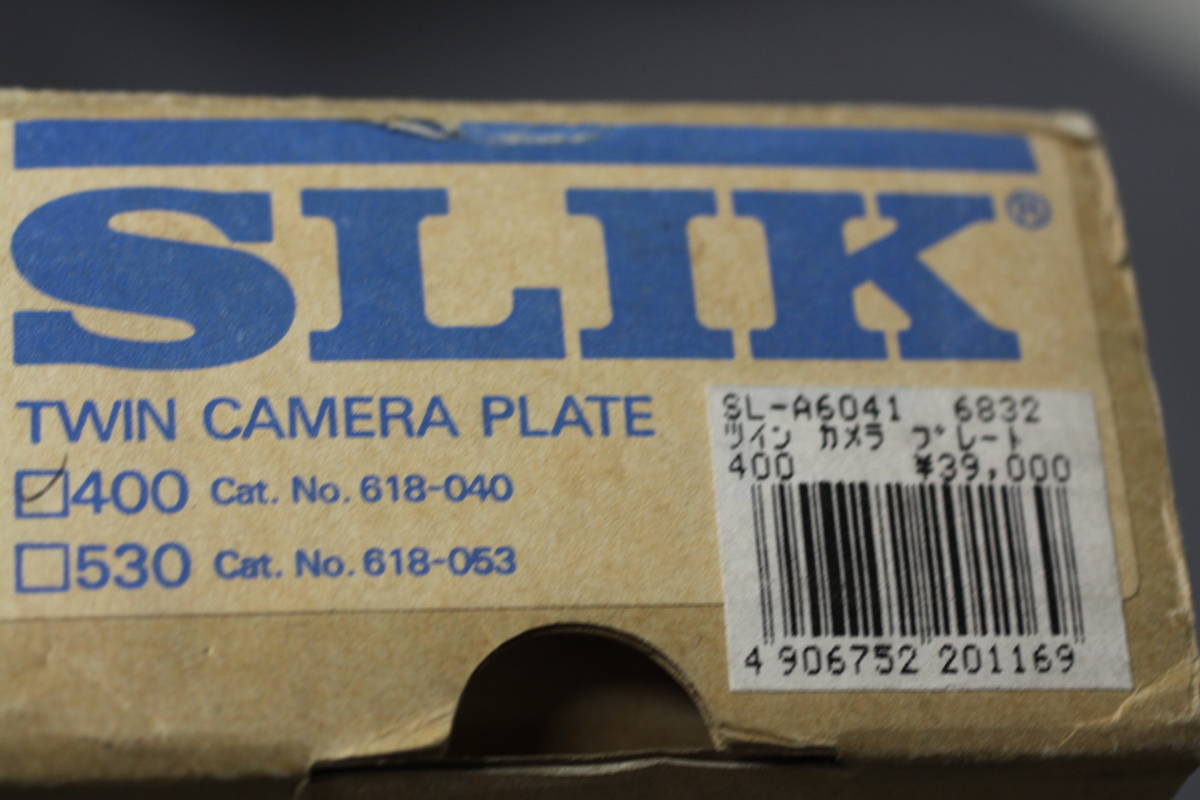 SLIK®
TWIN CAMERA PLATE
400 Cat. No. 618-040
530 Cat. No. 618-053
SL-A6041 6832
ツイン カメラ プレート
400 ¥39,000
4 906752 201169